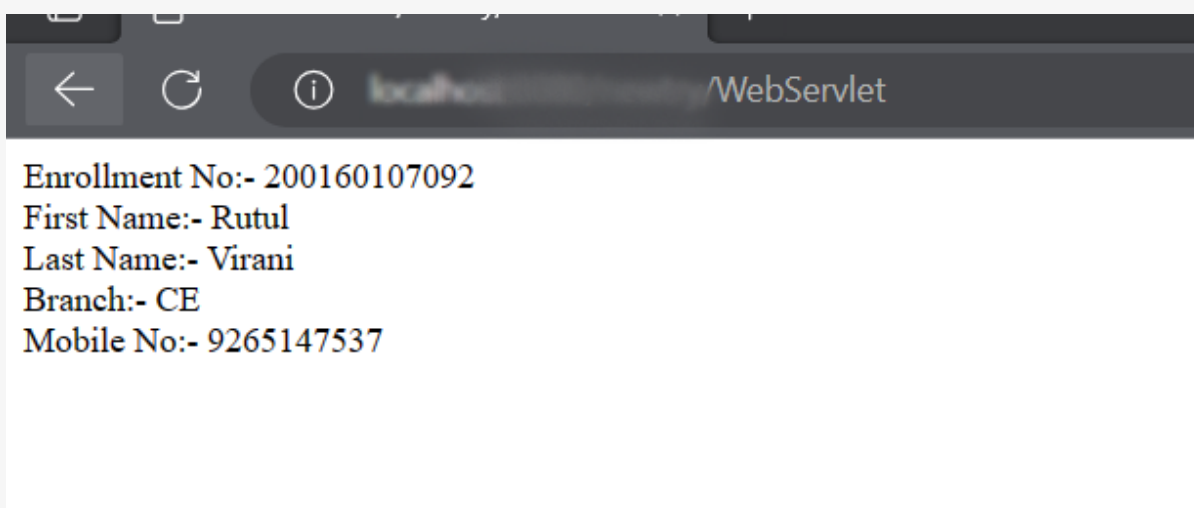 /WebServlet
Enrollment No:- 200160107092
First Name:- Rutul
Last Name:- Virani
Branch:- CE
Mobile No:- 9265147537